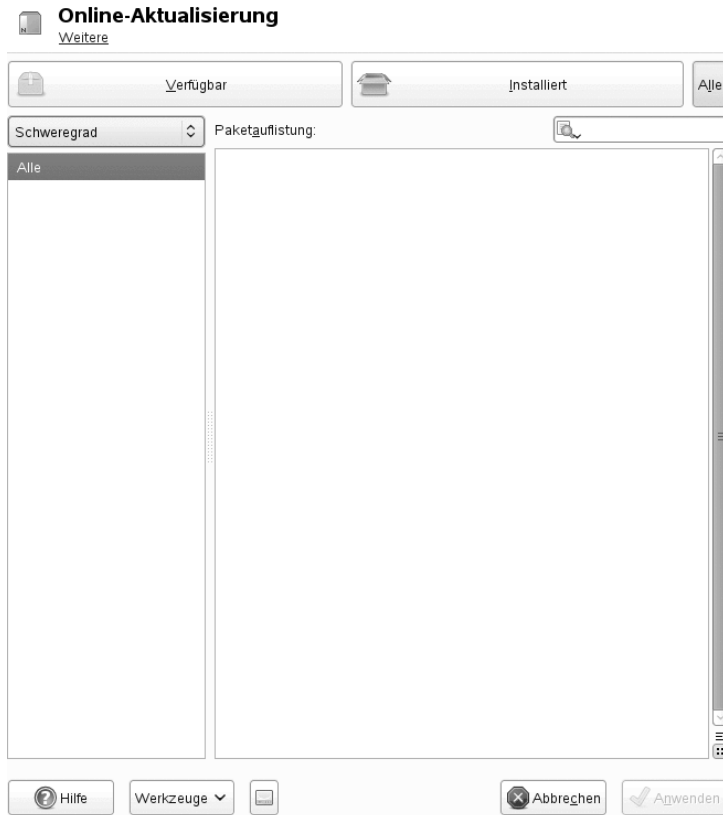 Online-Aktualisierung
Weitere
Verfügbar
Installiert
Alle
Schweregrad
Paketauflistung:
Alle
Hilfe
Werkzeuge
Abbrechen
Anwenden